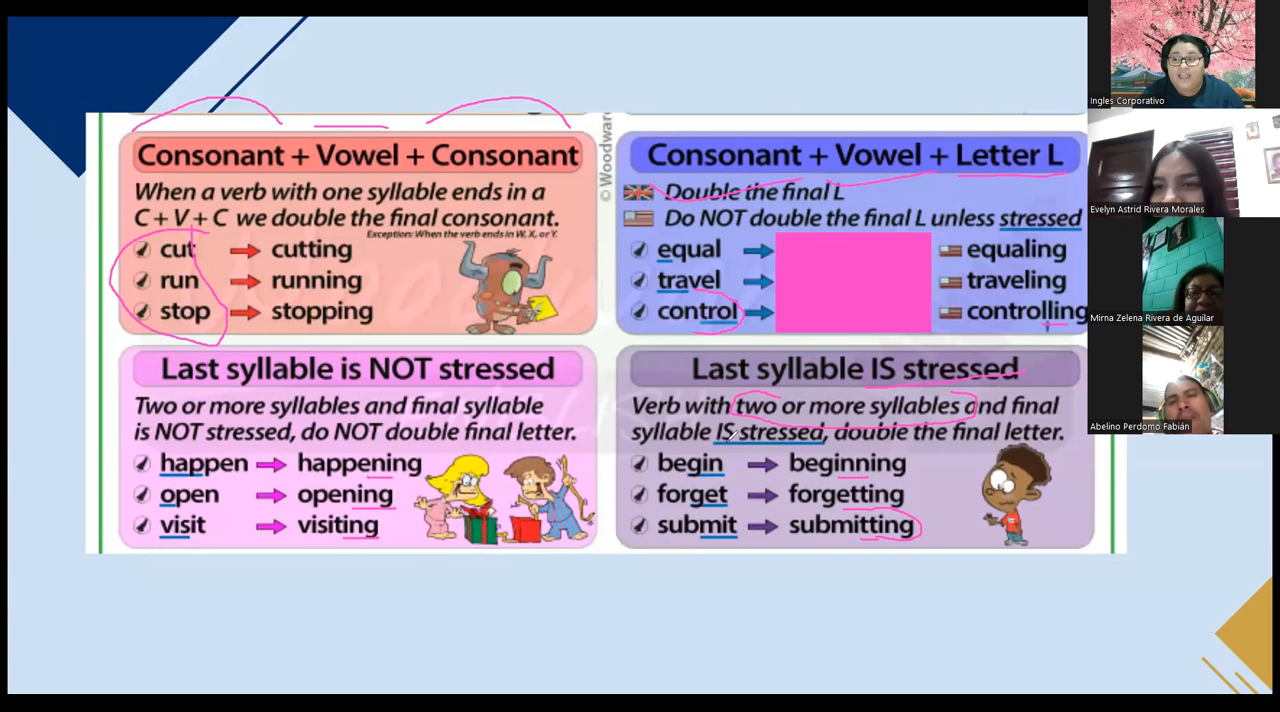 Consonant + Vowel + Consonant
When a verb with one syllable ends in a
C + V + C we double the final consonant.
Exception: When the verb ends in W, X, or Y.
cut cutting
run running
stop stopping
© Woodward
Consonant + Vowel + Letter L
Double the final L
Do NOT double the final L unless stressed
equal equaling
travel traveling
control controlling
Last syllable is NOT stressed
Two or more syllables and final syllable
is NOT stressed, do NOT double final letter.
happen happening
open opening
visit visiting
Last syllable IS stressed
Verb with two or more syllables and final
syllable IS stressed, double the final letter.
begin beginning
forget forgetting
submit submitting
Ingles Corporativo
Evelyn Astrid Rivera Morales
Mirna Zelena Rivera de Aguilar
Abelino Perdomo Fabián